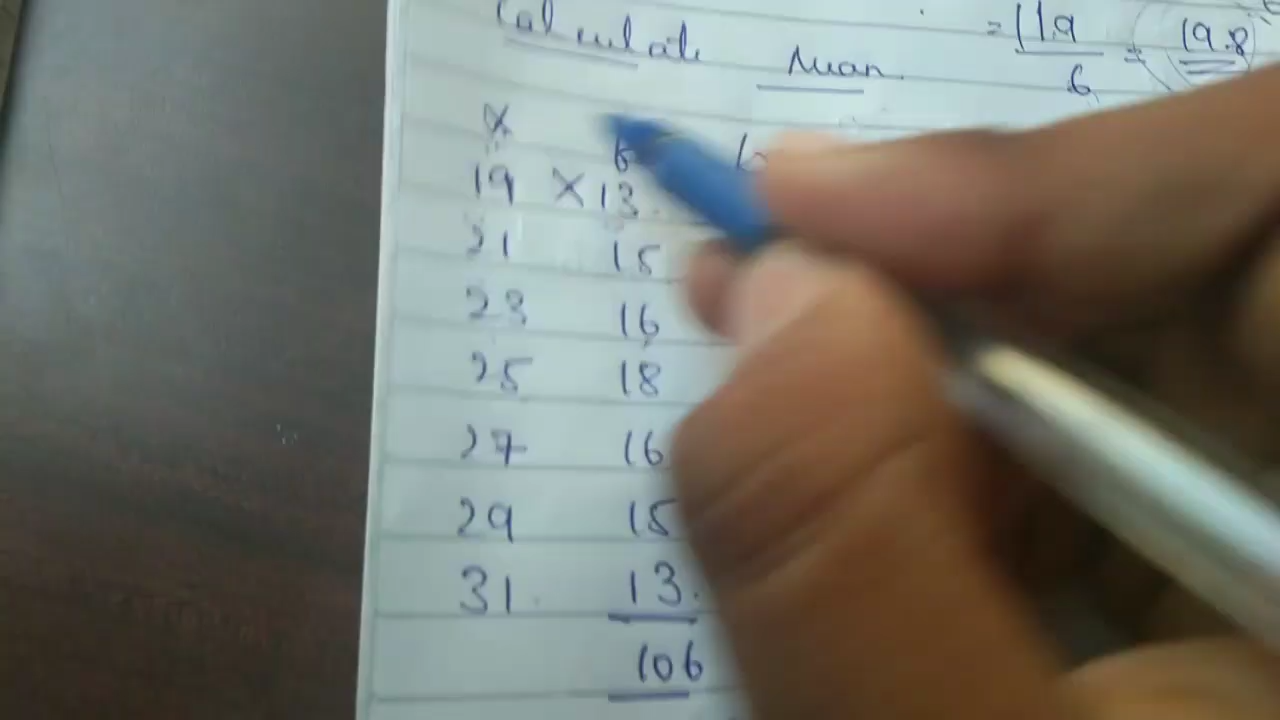 Calculate Mean.
= 119 / 6 = 19.8
X f
19 × 13.
21 15
23 16
25 18
27 16
29 15
31. 13.
106